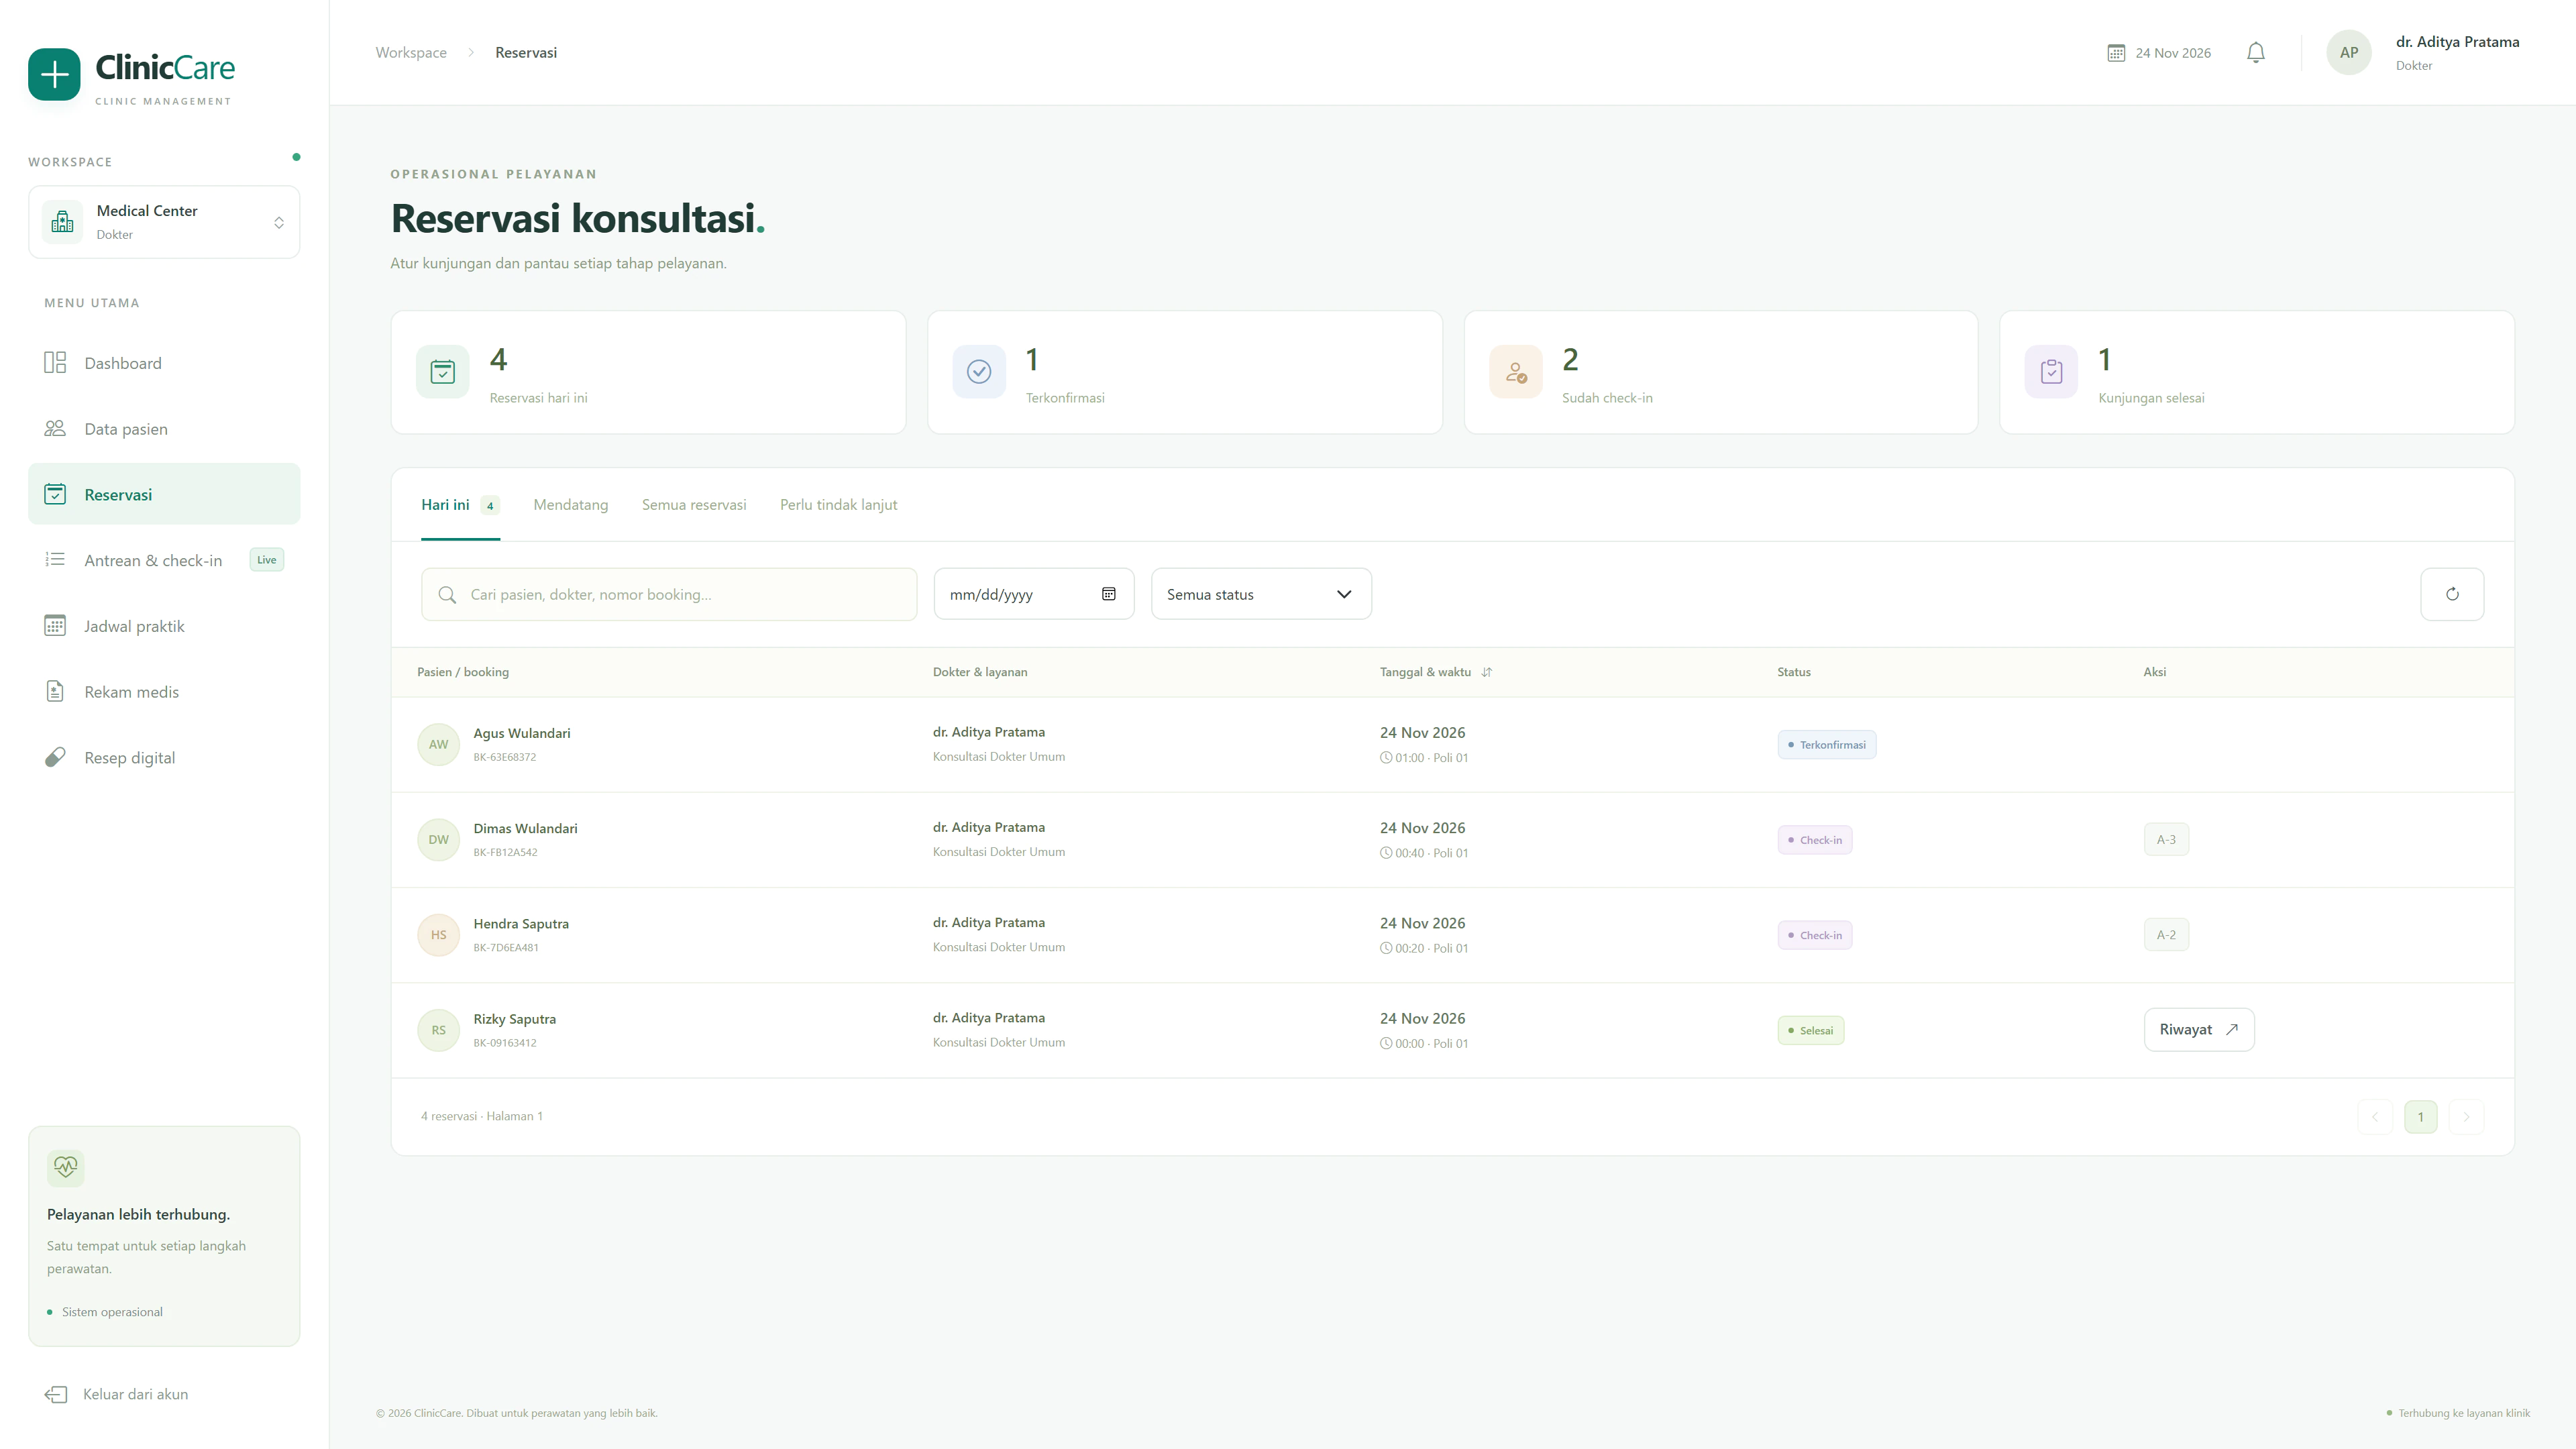 ClinicCare
CLINIC MANAGEMENT
WORKSPACE
Medical Center
Dokter
MENU UTAMA
Dashboard
Data pasien
Reservasi
Antrean & check-in Live
Jadwal praktik
Rekam medis
Resep digital
Pelayanan lebih terhubung.
Satu tempat untuk setiap langkah
perawatan.
Sistem operasional
Keluar dari akun
Workspace > Reservasi
24 Nov 2026
AP
dr. Aditya Pratama
Dokter
OPERASIONAL PELAYANAN
Reservasi konsultasi.
Atur kunjungan dan pantau setiap tahap pelayanan.
4
Reservasi hari ini
1
Terkonfirmasi
2
Sudah check-in
1
Kunjungan selesai
Hari ini 4 Mendatang Semua reservasi Perlu tindak lanjut
Cari pasien, dokter, nomor booking... mm/dd/yyyy Semua status
Pasien / booking Dokter & layanan Tanggal & waktu Status Aksi
AW Agus Wulandari dr. Aditya Pratama 24 Nov 2026 Terkonfirmasi
BK-63E68372 Konsultasi Dokter Umum 01:00 · Poli 01
DW Dimas Wulandari dr. Aditya Pratama 24 Nov 2026 Check-in A-3
BK-FB12A542 Konsultasi Dokter Umum 00:40 · Poli 01
HS Hendra Saputra dr. Aditya Pratama 24 Nov 2026 Check-in A-2
BK-7D6EA481 Konsultasi Dokter Umum 00:20 · Poli 01
RS Rizky Saputra dr. Aditya Pratama 24 Nov 2026 Selesai Riwayat
BK-09163412 Konsultasi Dokter Umum 00:00 · Poli 01
4 reservasi · Halaman 1 1
© 2026 ClinicCare. Dibuat untuk perawatan yang lebih baik.
Terhubung ke layanan klinik